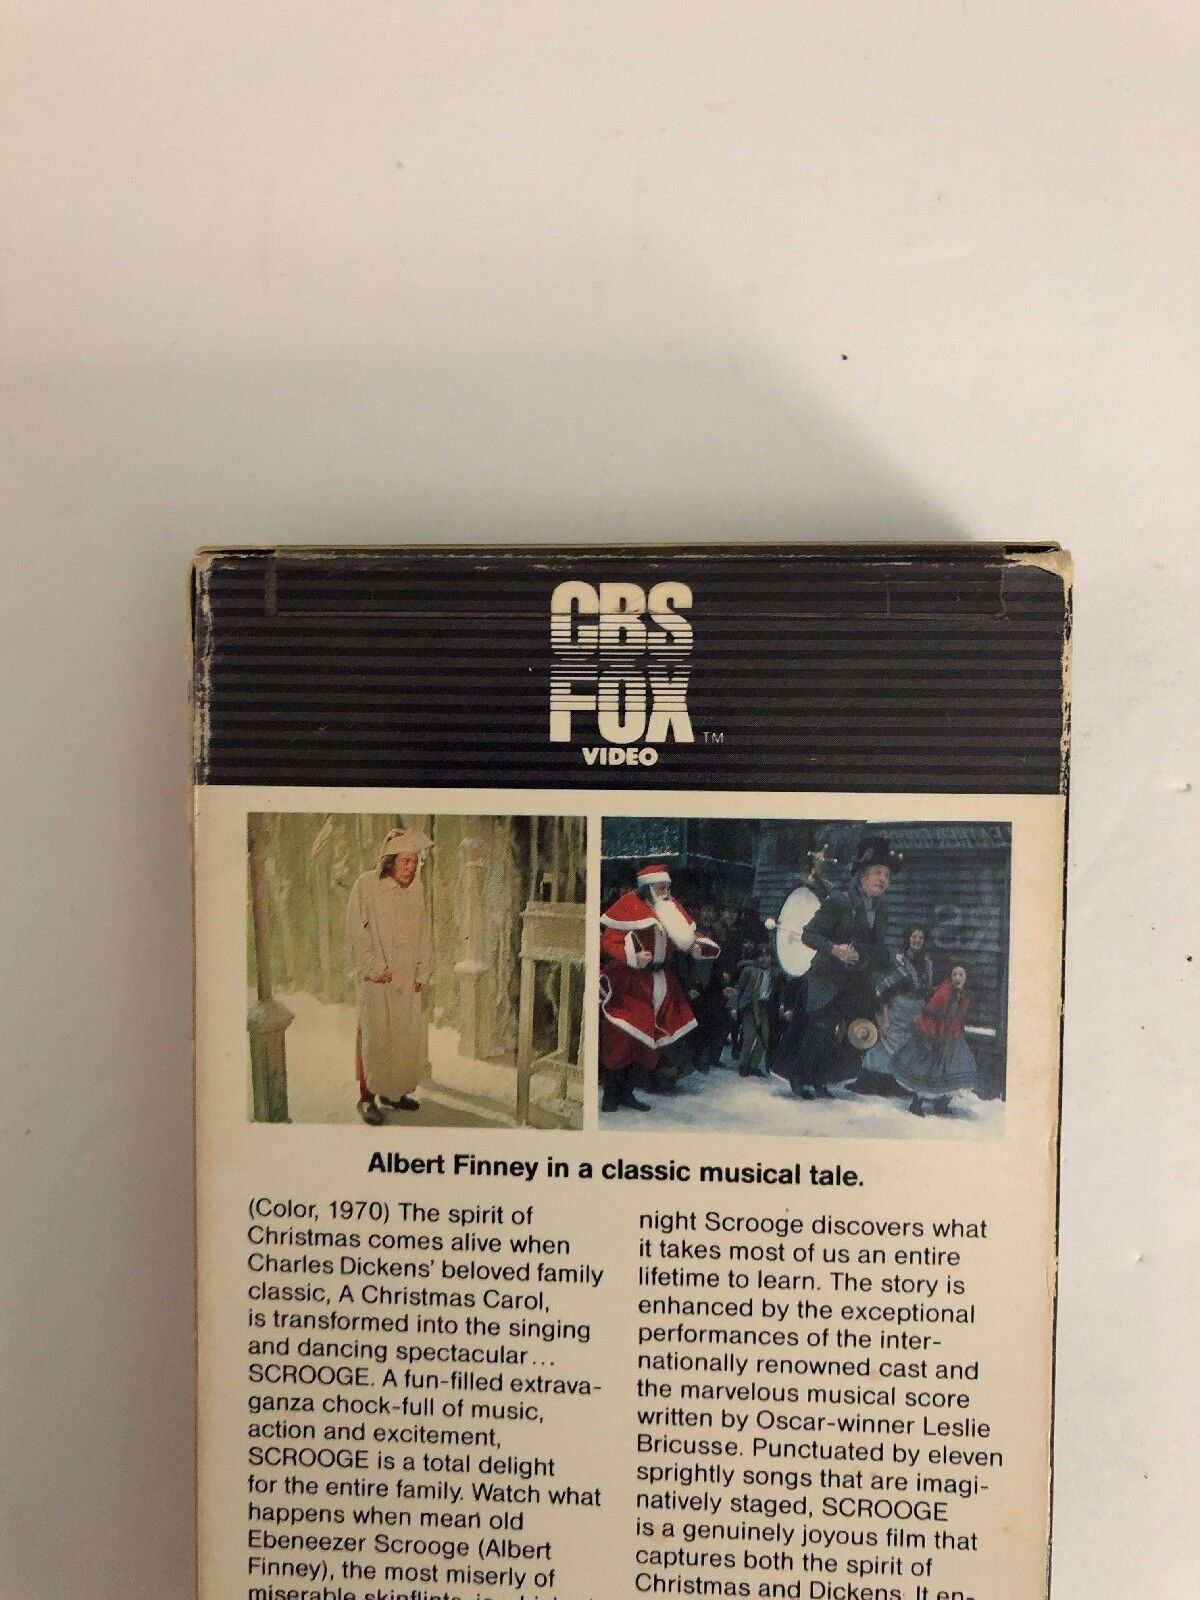 CBS
FOX
TM
VIDEO
Albert Finney in a classic musical tale.
(Color, 1970) The spirit of
Christmas comes alive when
Charles Dickens' beloved family
classic, A Christmas Carol,
is transformed into the singing
and dancing spectacular...
SCROOGE. A fun-filled extrava-
ganza chock-full of music,
action and excitement,
SCROOGE is a total delight
for the entire family. Watch what
happens when mean old
Ebeneezer Scrooge (Albert
Finney), the most miserly of
miserable skinflints, is
night Scrooge discovers what
it takes most of us an entire
lifetime to learn. The story is
enhanced by the exceptional
performances of the inter-
nationally renowned cast and
the marvelous musical score
written by Oscar-winner Leslie
Bricusse. Punctuated by eleven
sprightly songs that are imagi-
natively staged, SCROOGE
is a genuinely joyous film that
captures both the spirit of
Christmas and Dickens. It en-